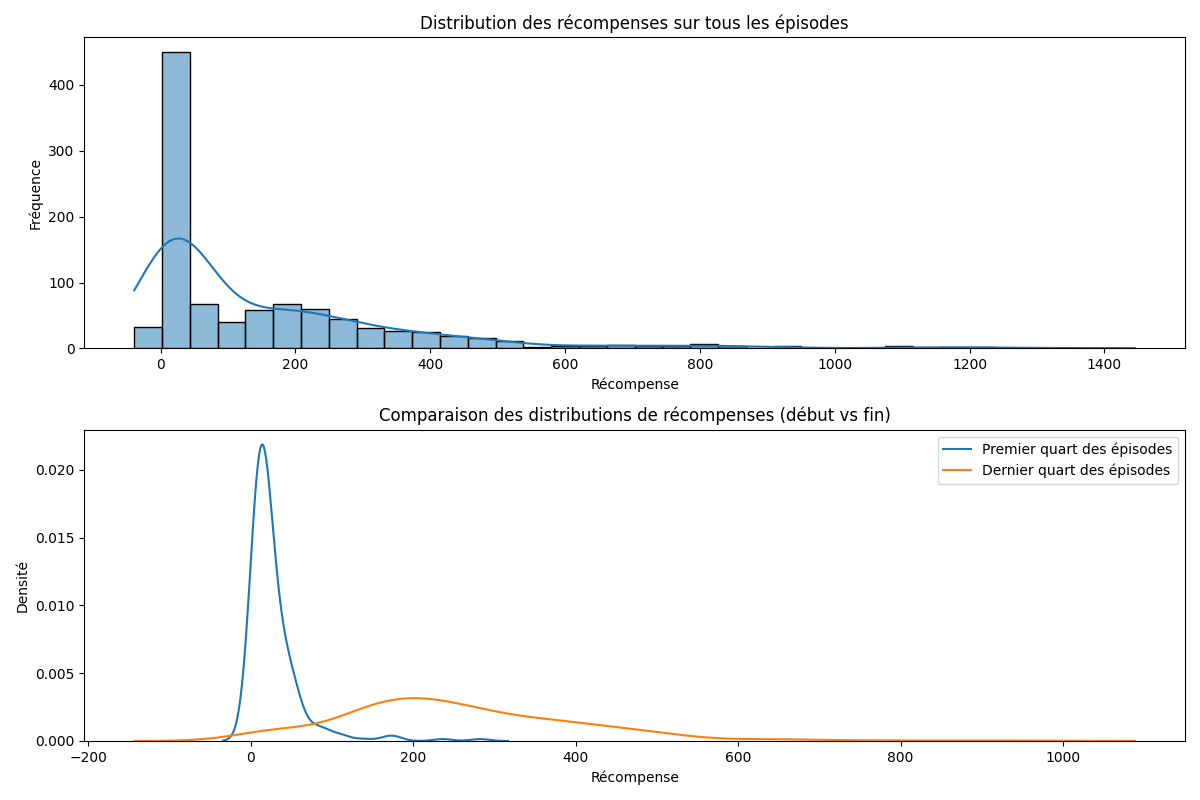 Distribution des récompenses sur tous les épisodes
Fréquence
400
300
200
100
0
0 200 400 600 800 1000 1200 1400
Récompense
Comparaison des distributions de récompenses (début vs fin)
Premier quart des épisodes
Dernier quart des épisodes
Densité
0.020
0.015
0.010
0.005
0.000
−200 0 200 400 600 800 1000
Récompense